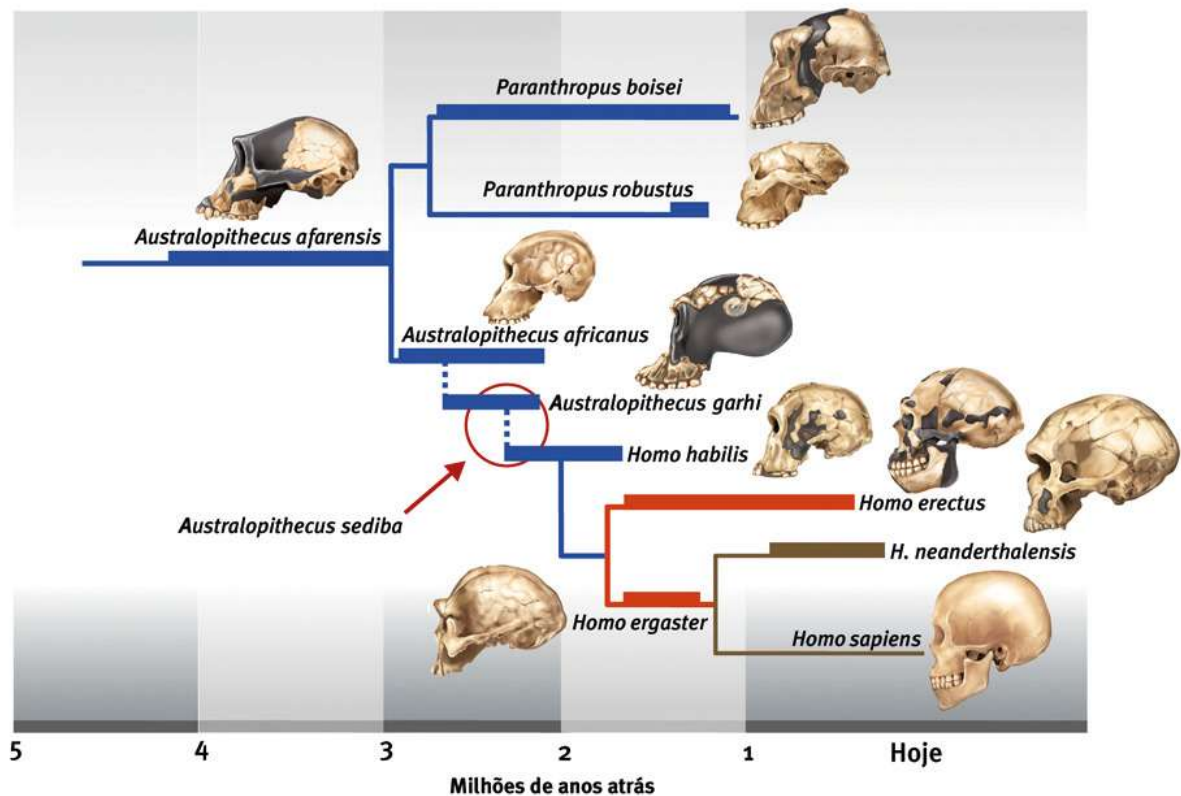 Paranthropus boisei
Paranthropus robustus
Australopithecus afarensis
Australopithecus africanus
Australopithecus garhi
Homo habilis
Homo erectus
Australopithecus sediba
H. neanderthalensis
Homo ergaster
Homo sapiens
5 4 3 2 1 Hoje
Milhões de anos atrás